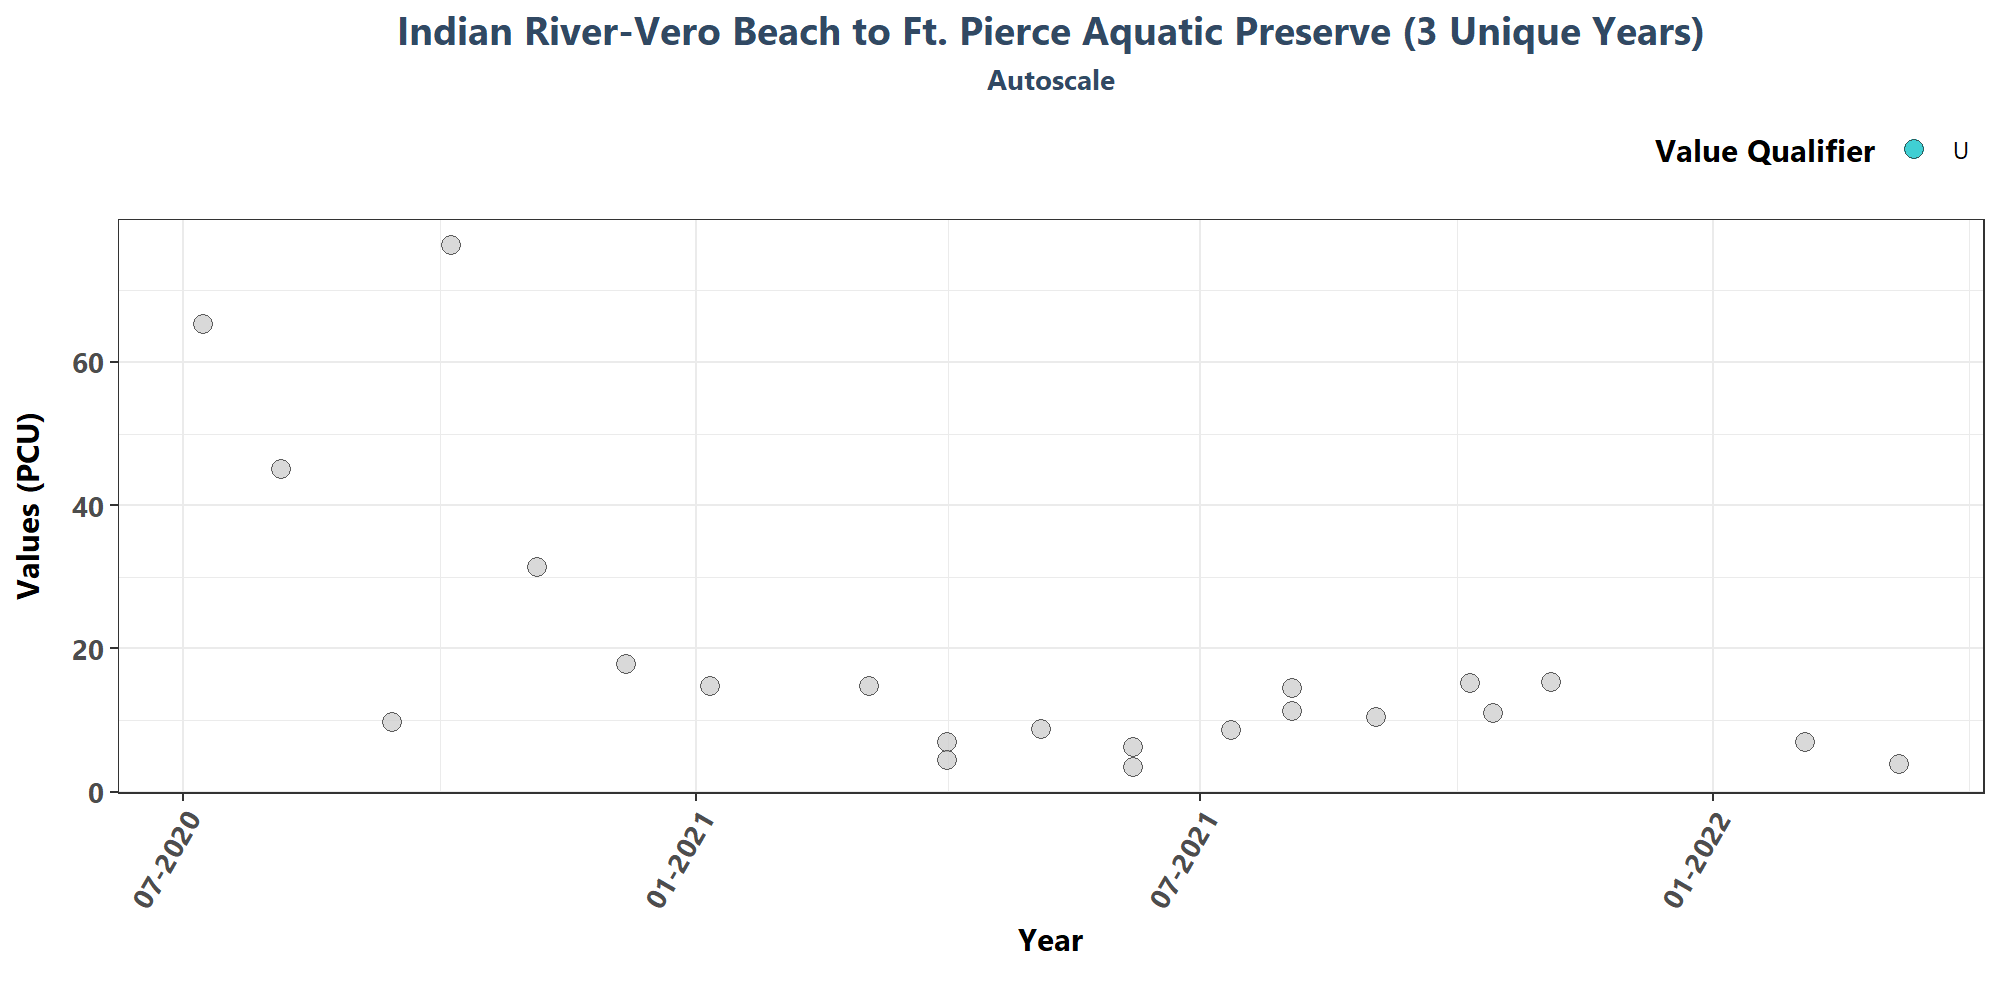 Indian River-Vero Beach to Ft. Pierce Aquatic Preserve (3 Unique Years)
Autoscale
Value Qualifier U
Values (PCU)
60
40
20
0
07-2020
01-2021
07-2021
01-2022
Year